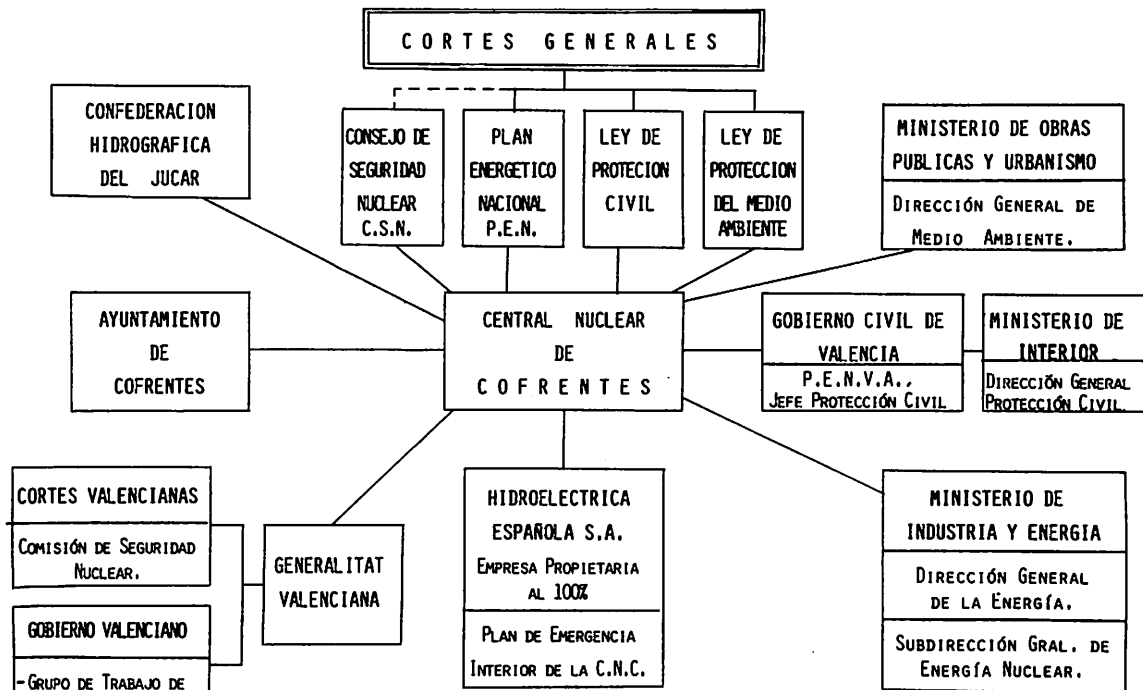 CORTES GENERALES
CONFEDERACION
HIDROGRAFICA
DEL JUCAR
CONSEJO DE
SEGURIDAD
NUCLEAR
C.S.N.
PLAN
ENERGETICO
NACIONAL
P.E.N.
LEY DE
PROTECION
CIVIL
LEY DE
PROTECCION
DEL MEDIO
AMBIENTE
MINISTERIO DE OBRAS
PUBLICAS Y URBANISMO
DIRECCIÓN GENERAL DE
MEDIO AMBIENTE.
AYUNTAMIENTO
DE
COFRENTES
CENTRAL NUCLEAR
DE
COFRENTES
GOBIERNO CIVIL DE
VALENCIA
P.E.N.V.A..
JEFE PROTECCIÓN CIVIL
MINISTERIO DE
INTERIOR
DIRECCIÓN GENERAL
PROTECCIÓN CIVIL.
CORTES VALENCIANAS
COMISIÓN DE SEGURIDAD
NUCLEAR.
GOBIERNO VALENCIANO
-GRUPO DE TRABAJO DE
GENERALITAT
VALENCIANA
HIDROELECTRICA
ESPAÑOLA S.A.
EMPRESA PROPIETARIA
AL 100%
PLAN DE EMERGENCIA
INTERIOR DE LA C.N.C.
MINISTERIO DE
INDUSTRIA Y ENERGIA
DIRECCIÓN GENERAL
DE LA ENERGÍA.
SUBDIRECCIÓN GRAL. DE
ENERGÍA NUCLEAR.